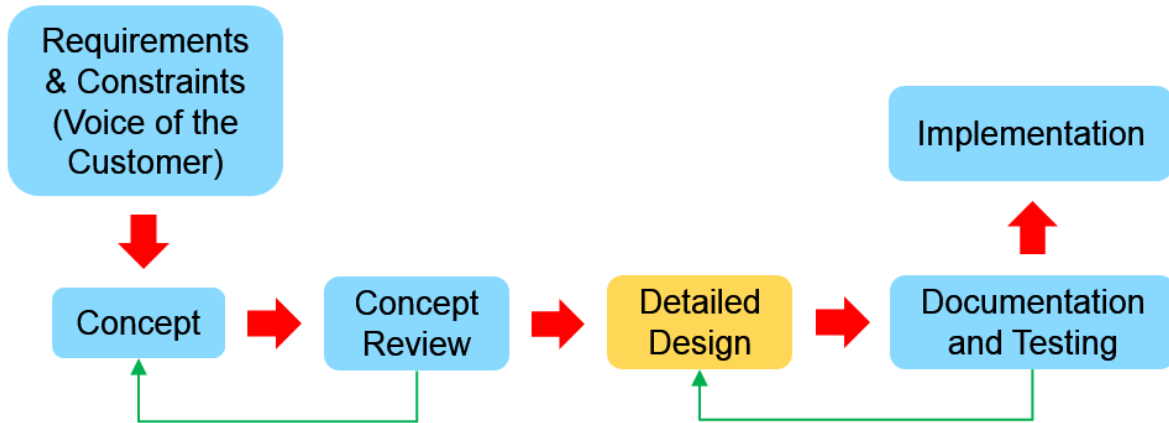 Requirements
& Constraints
(Voice of the
Customer)
Implementation
Concept
Concept
Review
Detailed
Design
Documentation
and Testing